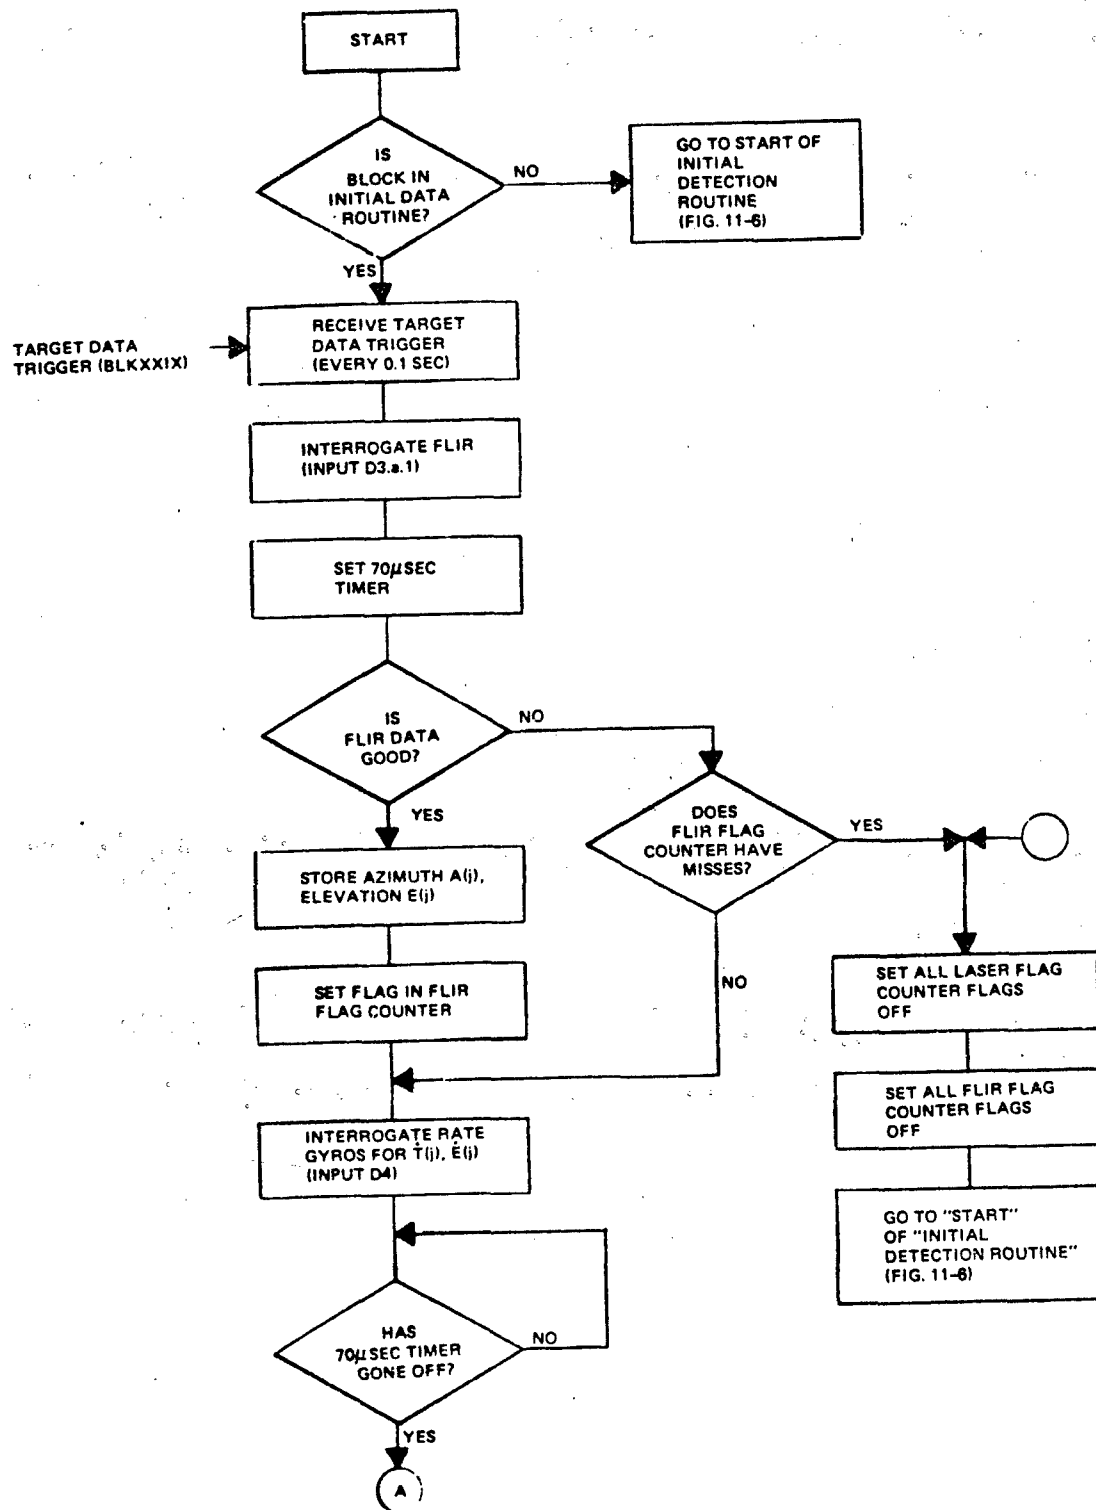 START
IS
BLOCK IN
INITIAL DATA
ROUTINE?
NO
GO TO START OF
INITIAL
DETECTION
ROUTINE
(FIG. 11-6)
YES
TARGET DATA
TRIGGER (BLKXXIX)
RECEIVE TARGET
DATA TRIGGER
(EVERY 0.1 SEC)
INTERROGATE FLIR
(INPUT D3.a.1)
SET 70μSEC
TIMER
IS
FLIR DATA
GOOD?
NO
YES
DOES
FLIR FLAG
COUNTER HAVE
MISSES?
YES
NO
STORE AZIMUTH A(j),
ELEVATION E(j)
SET FLAG IN FLIR
FLAG COUNTER
SET ALL LASER FLAG
COUNTER FLAGS
OFF
SET ALL FLIR FLAG
COUNTER FLAGS
OFF
GO TO "START"
OF "INITIAL
DETECTION ROUTINE"
(FIG. 11-6)
INTERROGATE RATE
GYROS FOR Ṫ(j), Ė(j)
(INPUT D4)
HAS
70μSEC TIMER
GONE OFF?
NO
YES
A